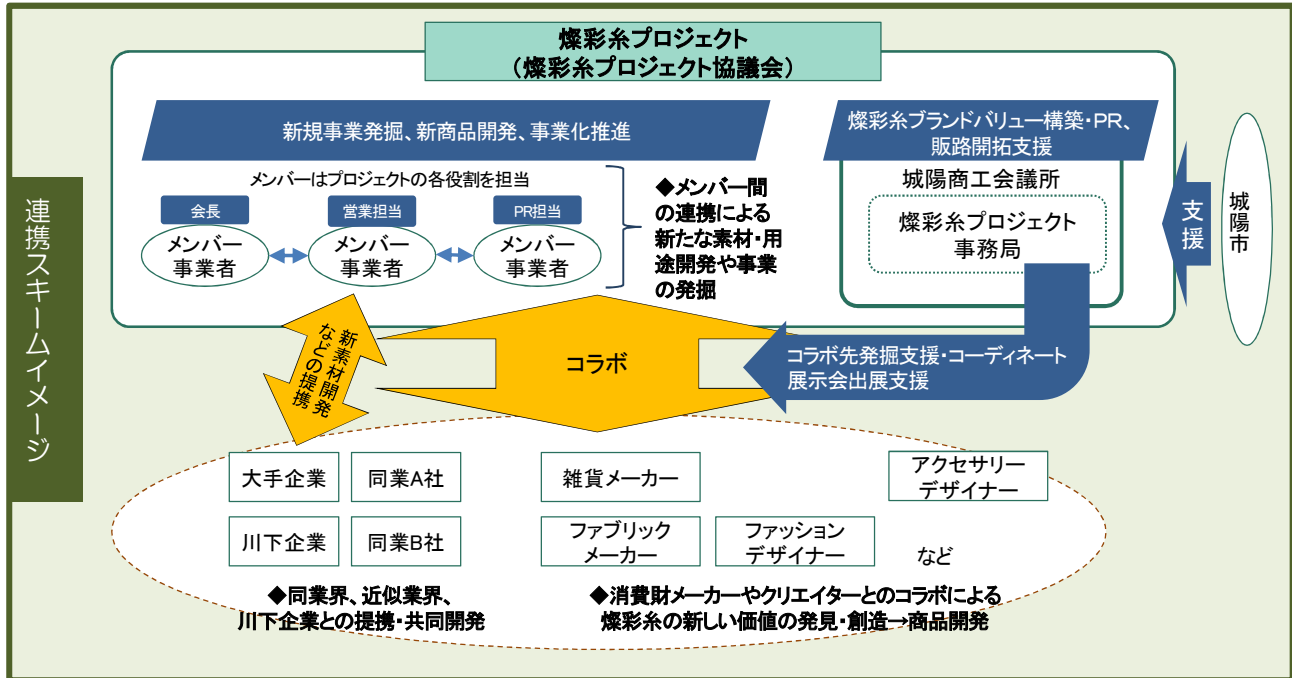 燦彩糸プロジェクト
(燦彩糸プロジェクト協議会)
新規事業発掘、新商品開発、事業化推進
燦彩糸ブランドバリュー構築・PR、
販路開拓支援
メンバーはプロジェクトの各役割を担当
会長
営業担当
PR担当
メンバー
事業者
メンバー
事業者
メンバー
事業者
◆メンバー間
の連携による
新たな素材・用
途開発や事業
の発掘
城陽商工会議所
燦彩糸プロジェクト
事務局
支援
城陽市
連携スキームイメージ
新素材開発
などの提携
コラボ
コラボ先発掘支援・コーディネート
展示会出展支援
大手企業
同業A社
雑貨メーカー
アクセサリー
デザイナー
川下企業
同業B社
ファブリック
メーカー
ファッション
デザイナー
など
◆同業界、近似業界、
川下企業との提携・共同開発
◆消費財メーカーやクリエイターとのコラボによる
燦彩糸の新しい価値の発見・創造→商品開発